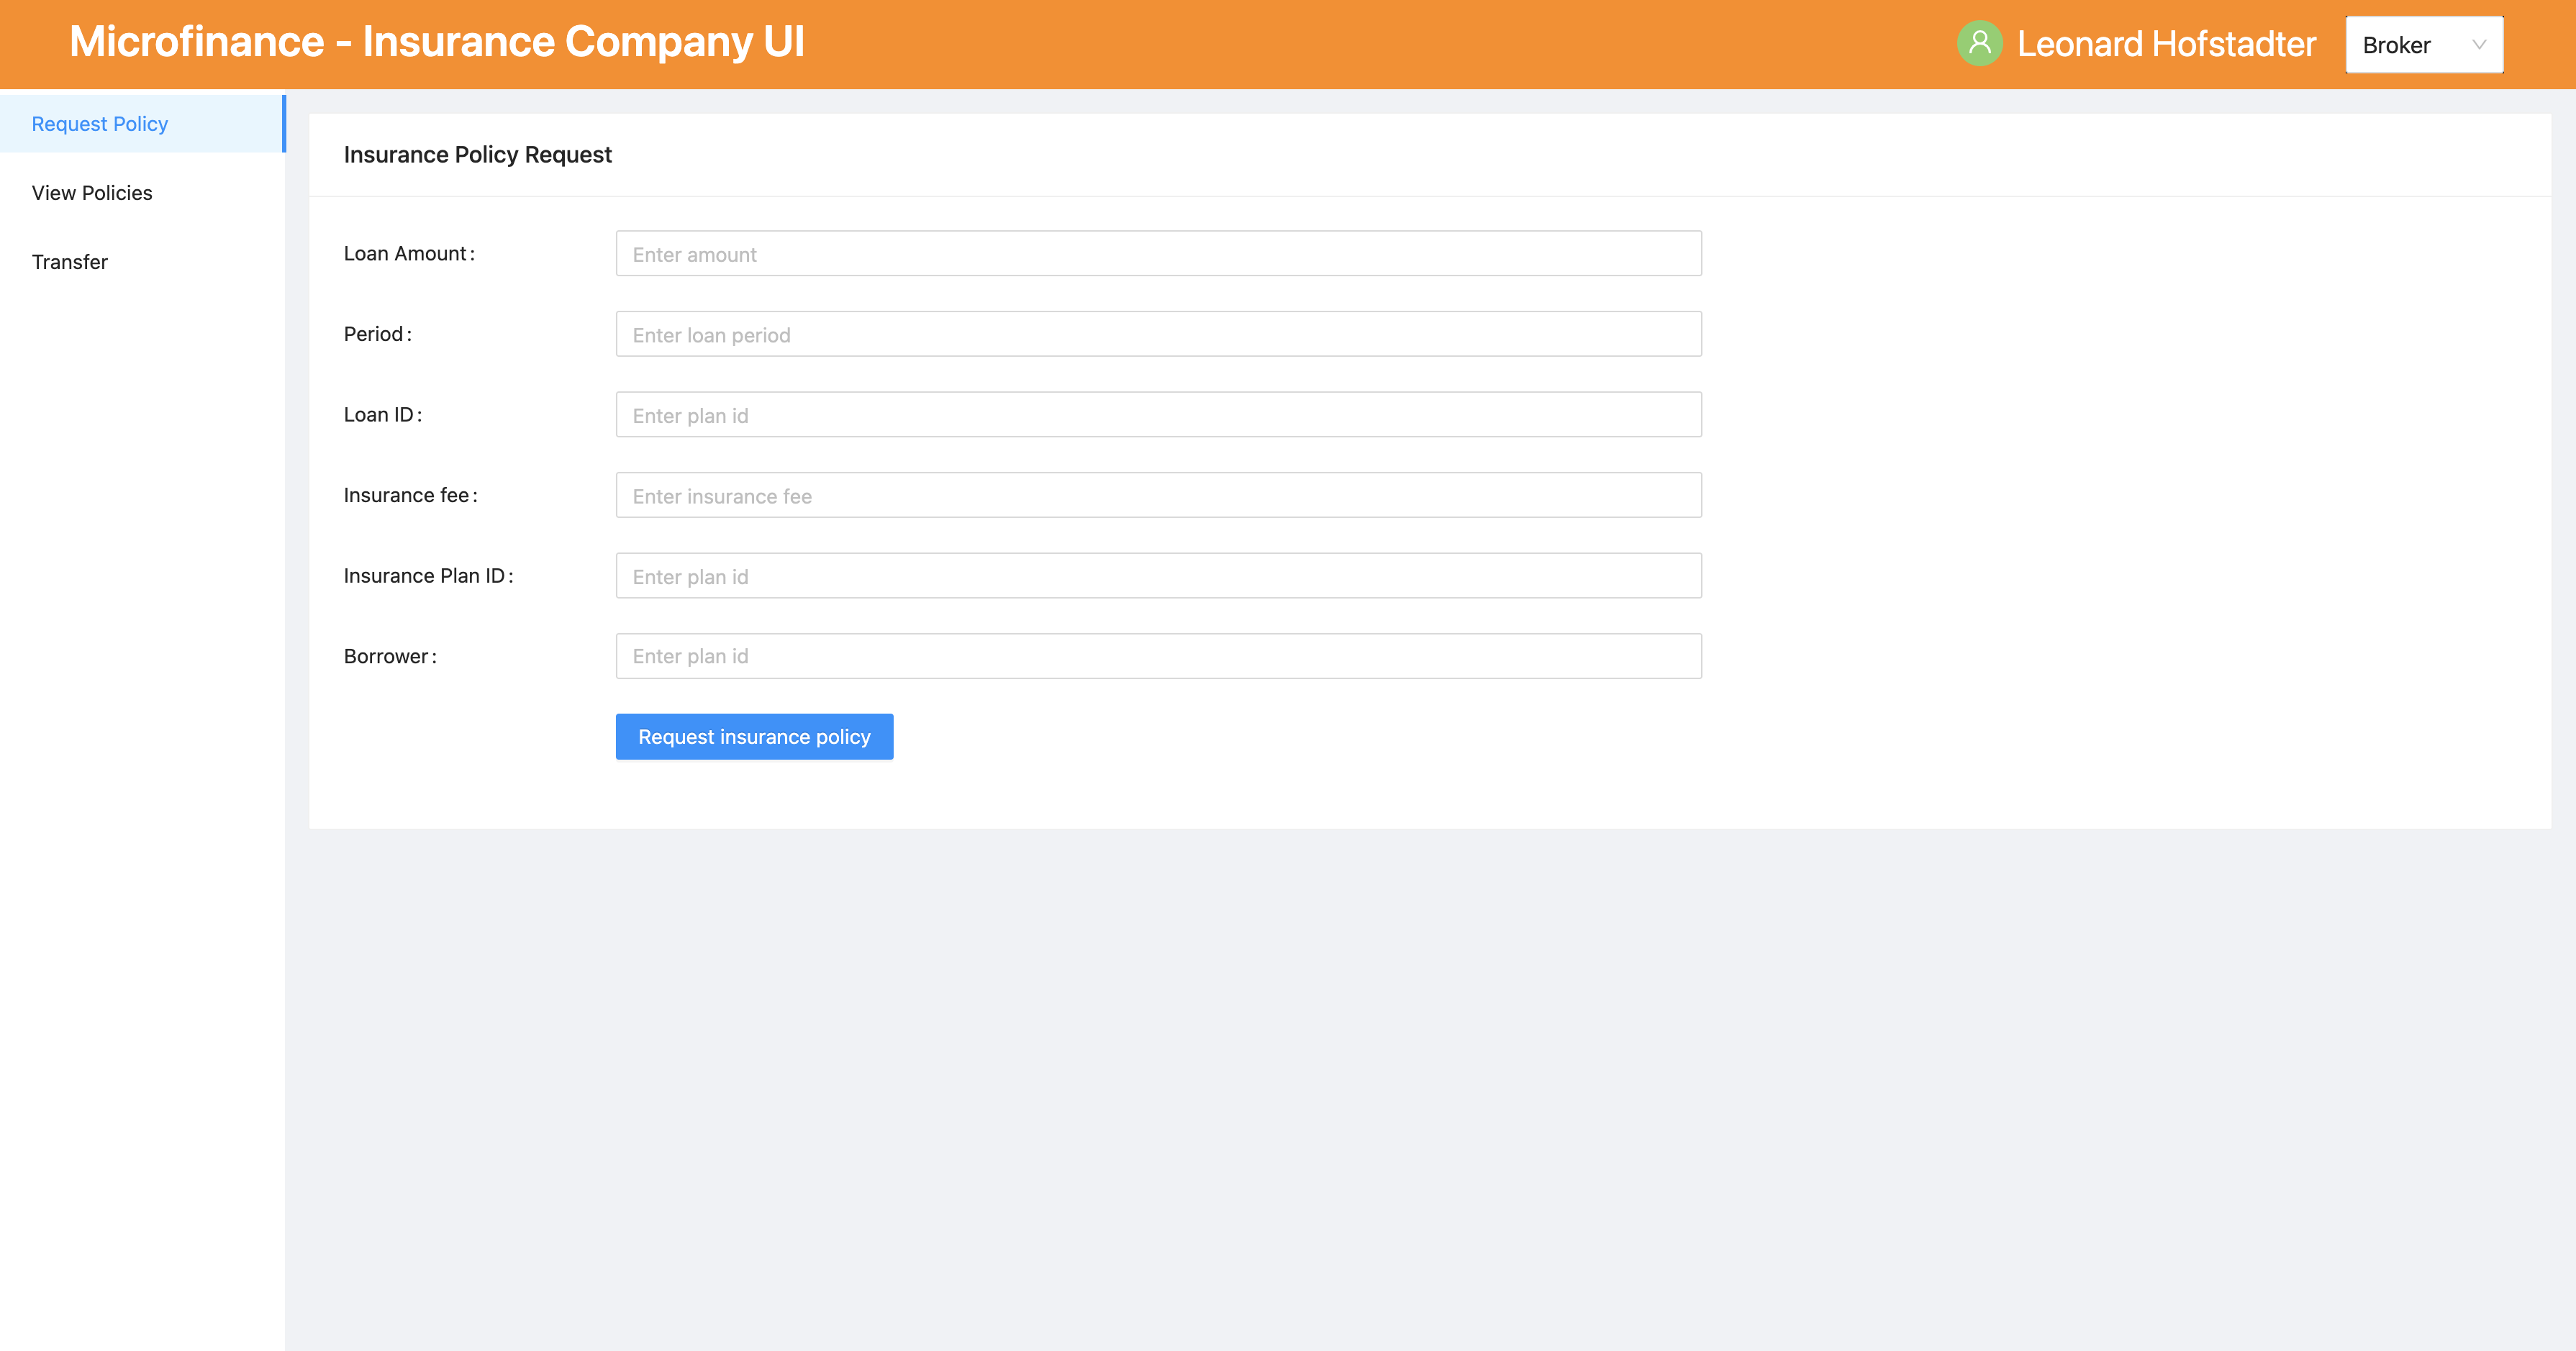 Microfinance - Insurance Company UI
Leonard Hofstadter
Broker
Request Policy
View Policies
Transfer
Insurance Policy Request
Loan Amount: Enter amount
Period: Enter loan period
Loan ID: Enter plan id
Insurance fee: Enter insurance fee
Insurance Plan ID: Enter plan id
Borrower: Enter plan id
Request insurance policy